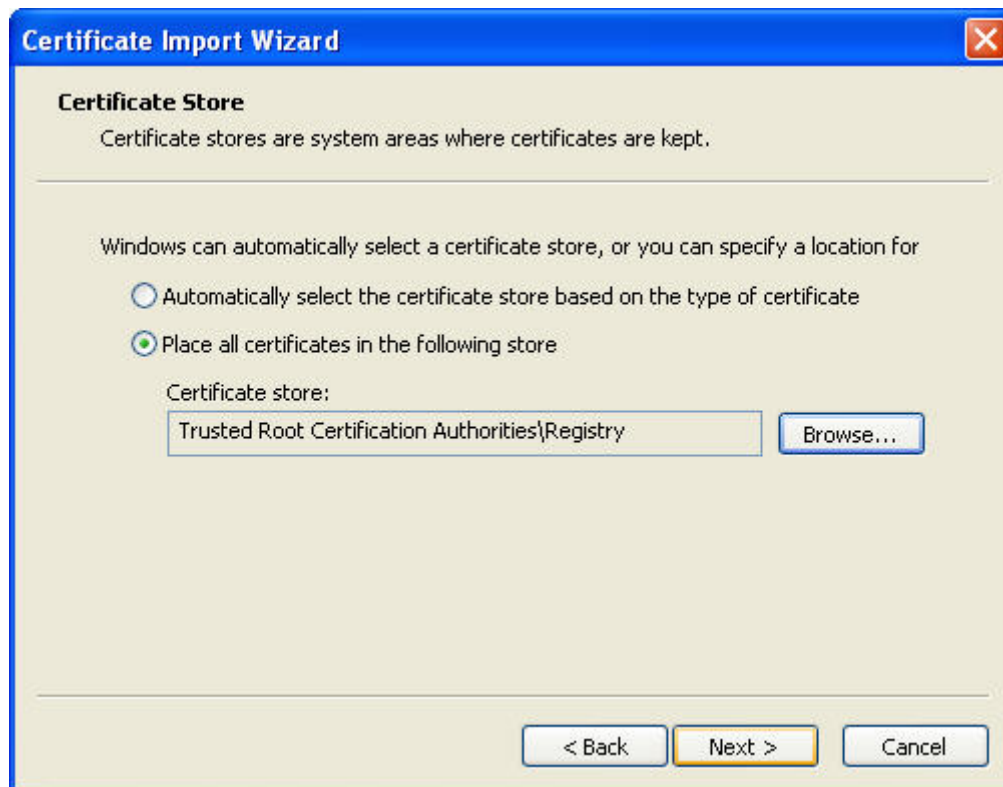 Certificate Import Wizard
Certificate Store
Certificate stores are system areas where certificates are kept.
Windows can automatically select a certificate store, or you can specify a location for
Automatically select the certificate store based on the type of certificate
Place all certificates in the following store
Certificate store:
Trusted Root Certification Authorities\Registry
Browse...
< Back
Next >
Cancel